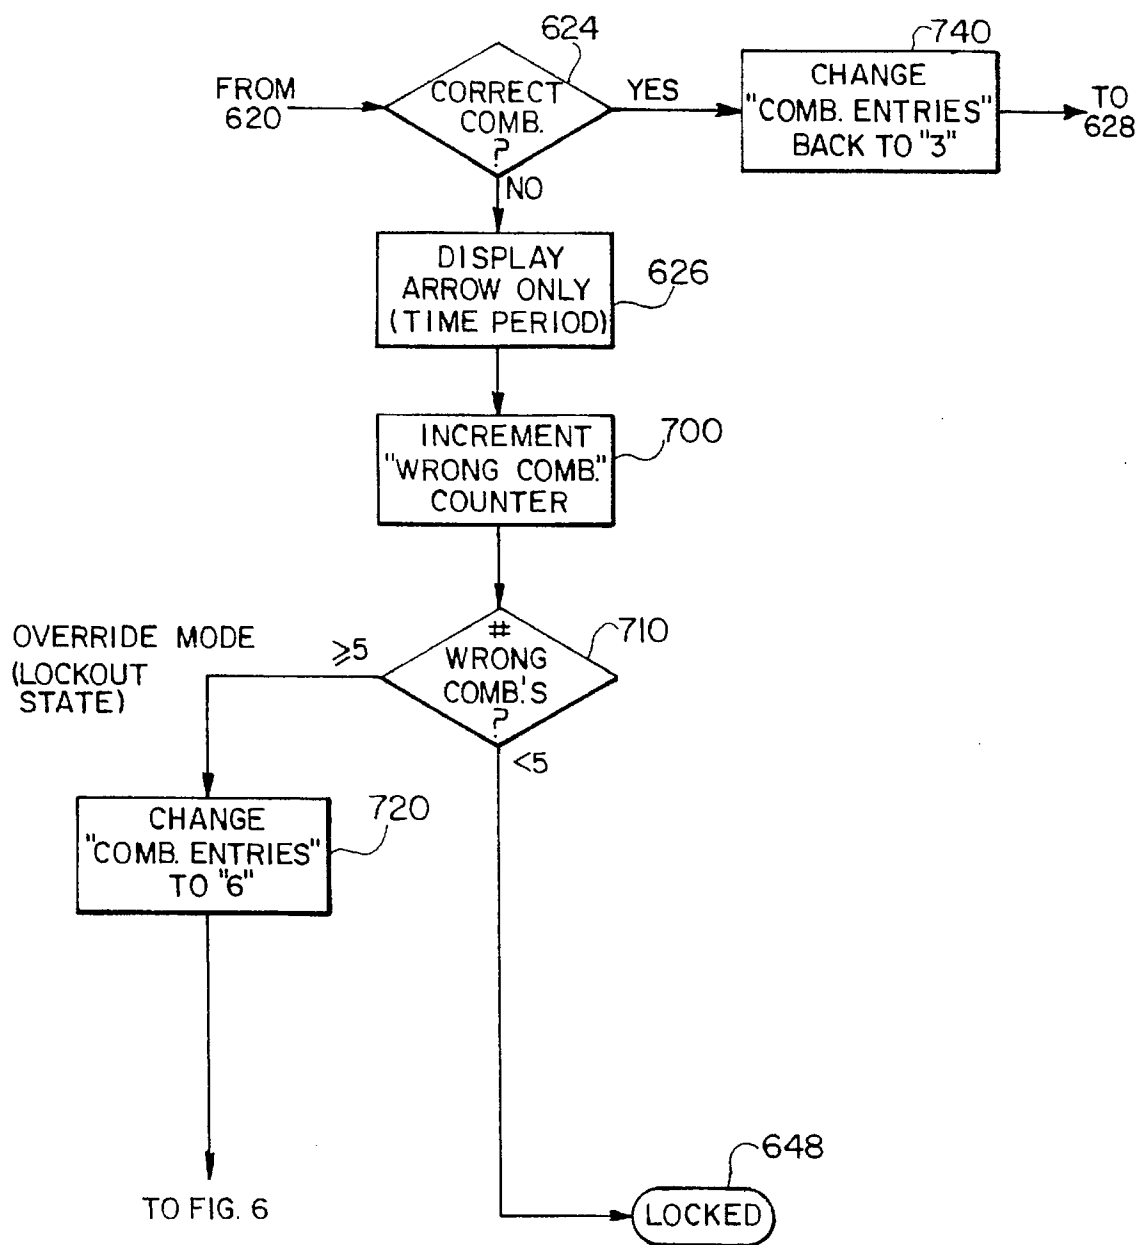 624
740
FROM
620
CORRECT
COMB.
?
YES
CHANGE
"COMB. ENTRIES"
BACK TO "3"
TO
628
NO
DISPLAY
ARROW ONLY
(TIME PERIOD)
626
INCREMENT
"WRONG COMB."
COUNTER
700
OVERRIDE MODE
(LOCKOUT
STATE)
≥5
#
WRONG
COMB.'S
?
710
<5
CHANGE
"COMB. ENTRIES"
TO "6"
720
TO FIG. 6
648
LOCKED